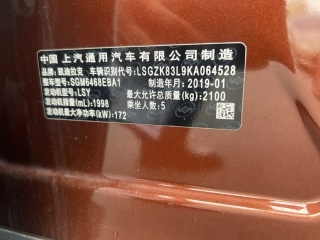 中国 上汽通用汽车有限公司制造
品牌:凯迪拉克 车辆识别代号:LSGZK83L9KA064528
整车型号:SGM6468EBA1 制造年月:2019-01
发动机型号:LSY 最大允许总质量(kg):2100
发动机排量(mL):1998 乘坐人数:5
发动机最大净功率(kW):172